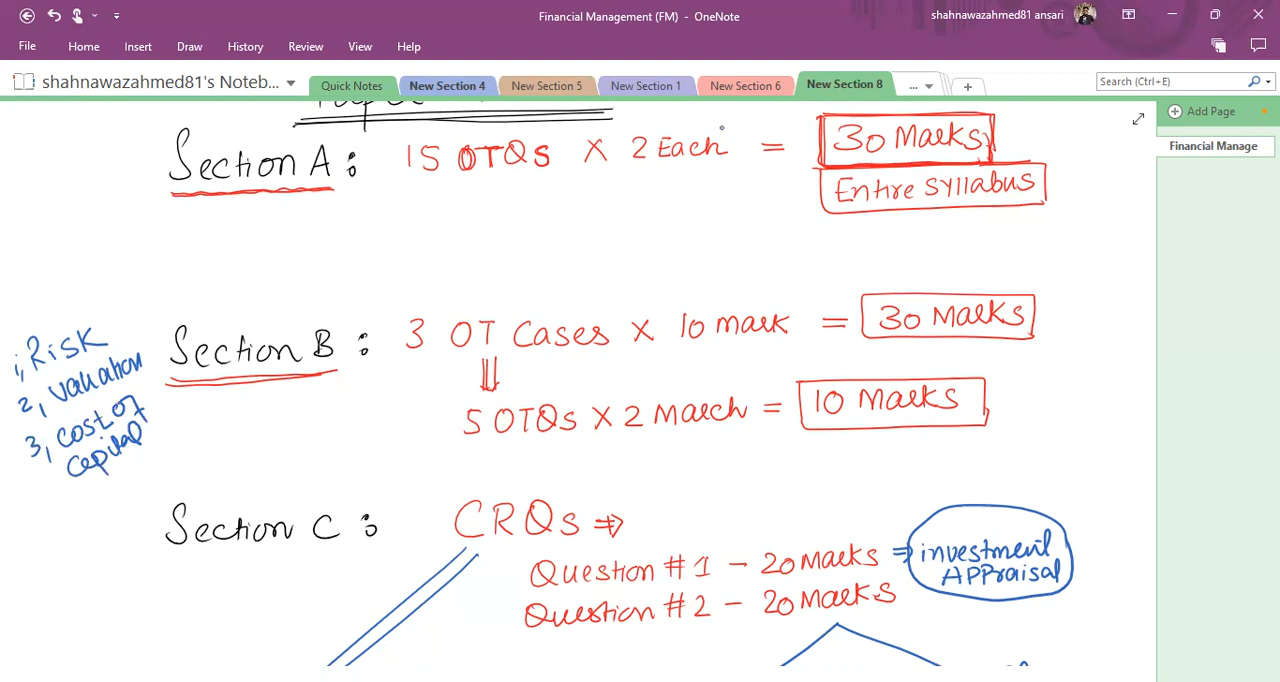 Financial Management (FM) - OneNote
shahnawazahmed81 ansari
File Home Insert Draw History Review View Help
shahnawazahmed81's Noteb...
Quick Notes New Section 4 New Section 5 New Section 1 New Section 6 New Section 8 ...
Search (Ctrl+E)
Add Page
Financial Manage
Section A: 15 OTQS X 2 Each = 30 Marks
Entire syllabus
Section B: 3 OT Cases X 10 mark = 30 Marks
5 OTQs X 2 March = 10 Marks
1, Risk
2, valuation
3, cost of
capital
Section C: CRQs ⇒
Question # 1 - 20 Marks ⇒ investment
APPraisal
Question # 2 - 20 Marks